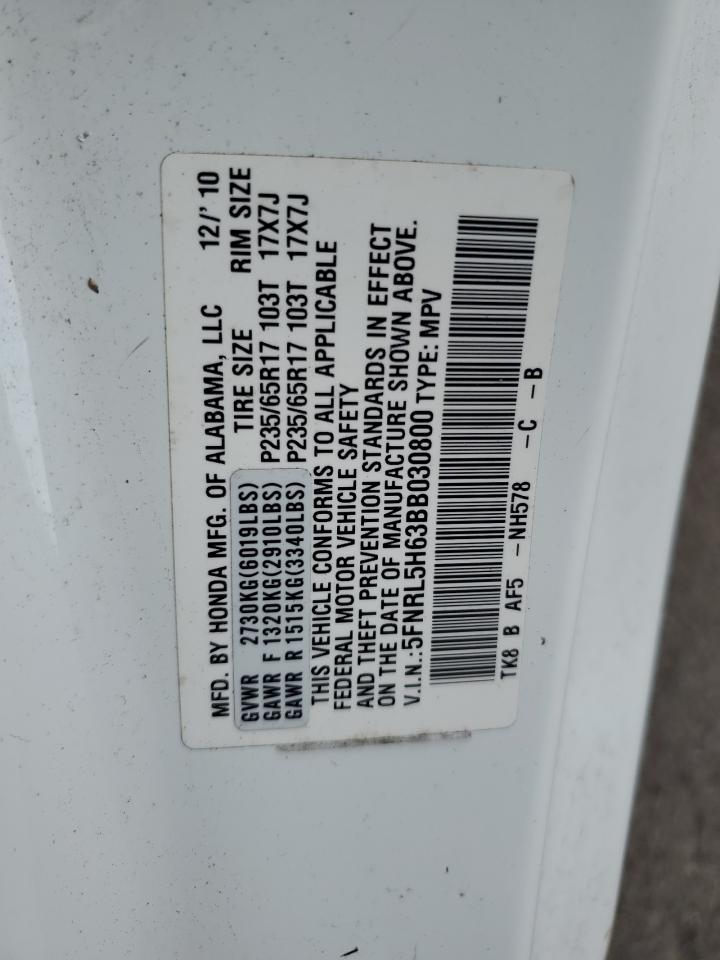 MFD. BY HONDA MFG. OF ALABAMA, LLC 12/'10
TIRE SIZE RIM SIZE
GVWR 2730KG(6019LBS)
GAWR F 1320KG(2910LBS) P235/65R17 103T 17X7J
GAWR R 1515KG(3340LBS) P235/65R17 103T 17X7J
THIS VEHICLE CONFORMS TO ALL APPLICABLE
FEDERAL MOTOR VEHICLE SAFETY
AND THEFT PREVENTION STANDARDS IN EFFECT
ON THE DATE OF MANUFACTURE SHOWN ABOVE.
V.I.N.:5FNRL5H63BB030800 TYPE: MPV
TK8 B AF5 -NH578 -C -B